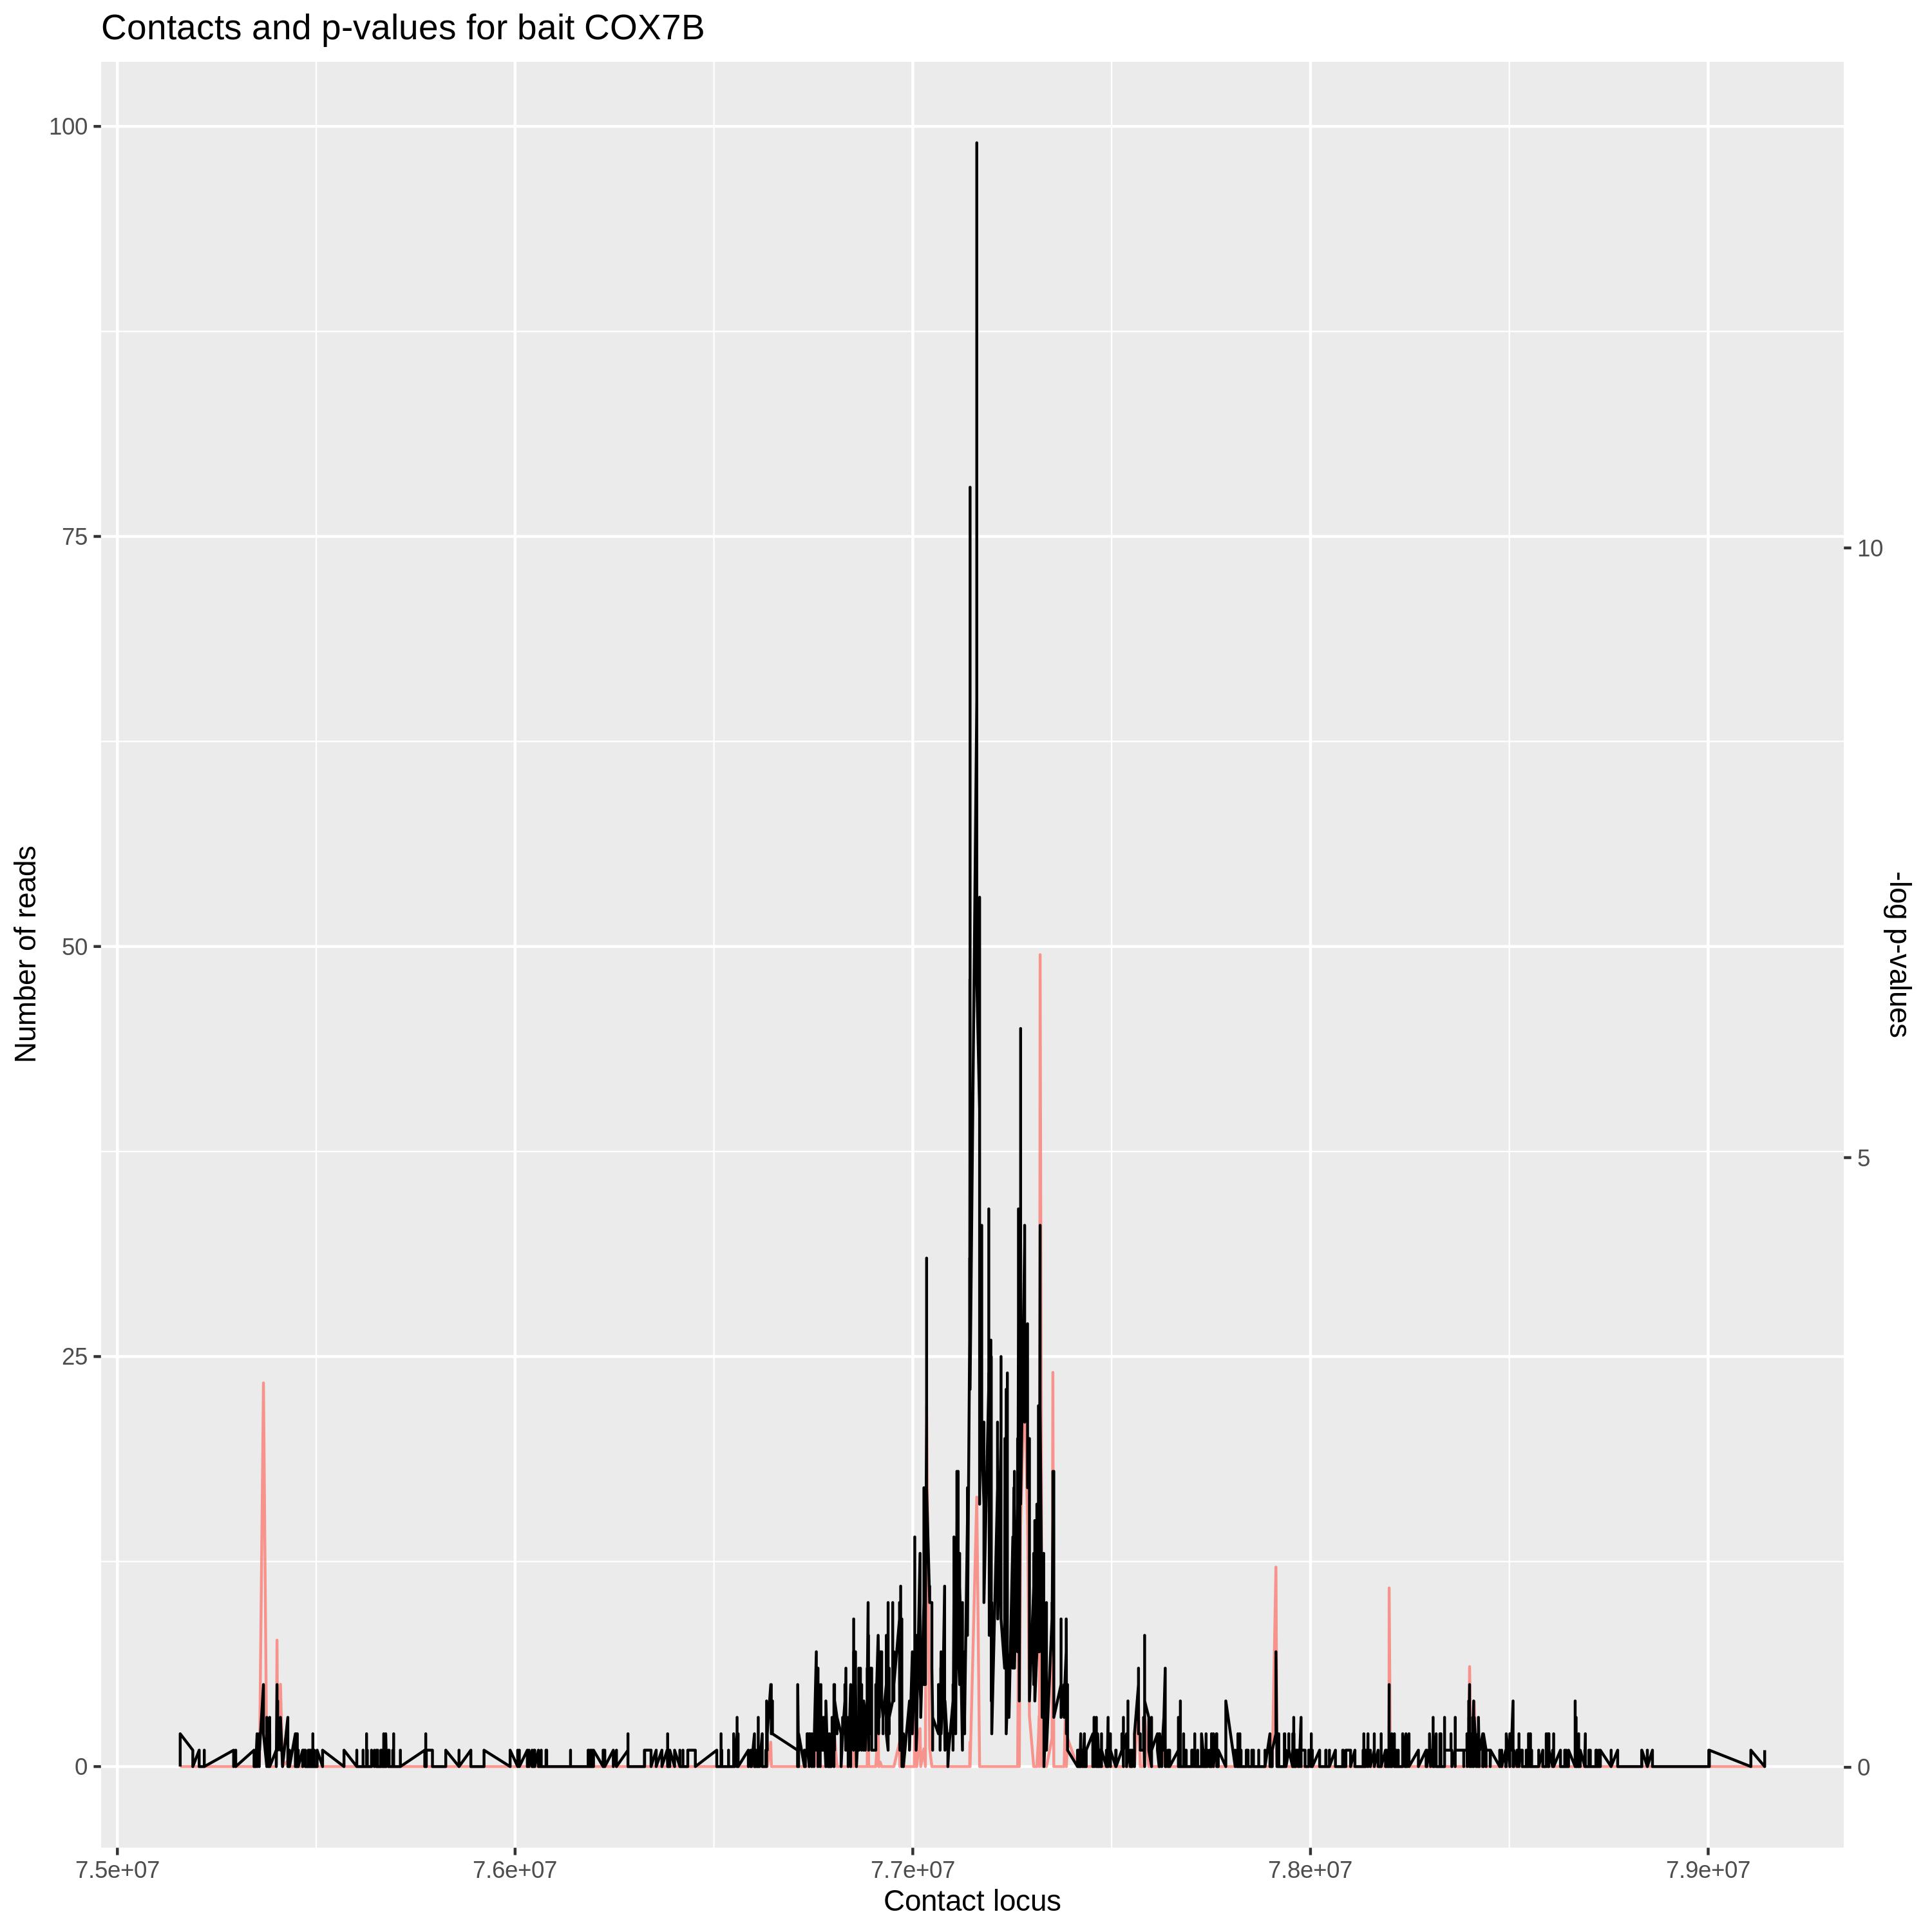 Contacts and p-values for bait COX7B
100
75
50
25
0
Number of reads
10
5
0
-log p-values
7.5e+07
7.6e+07
7.7e+07
7.8e+07
7.9e+07
Contact locus